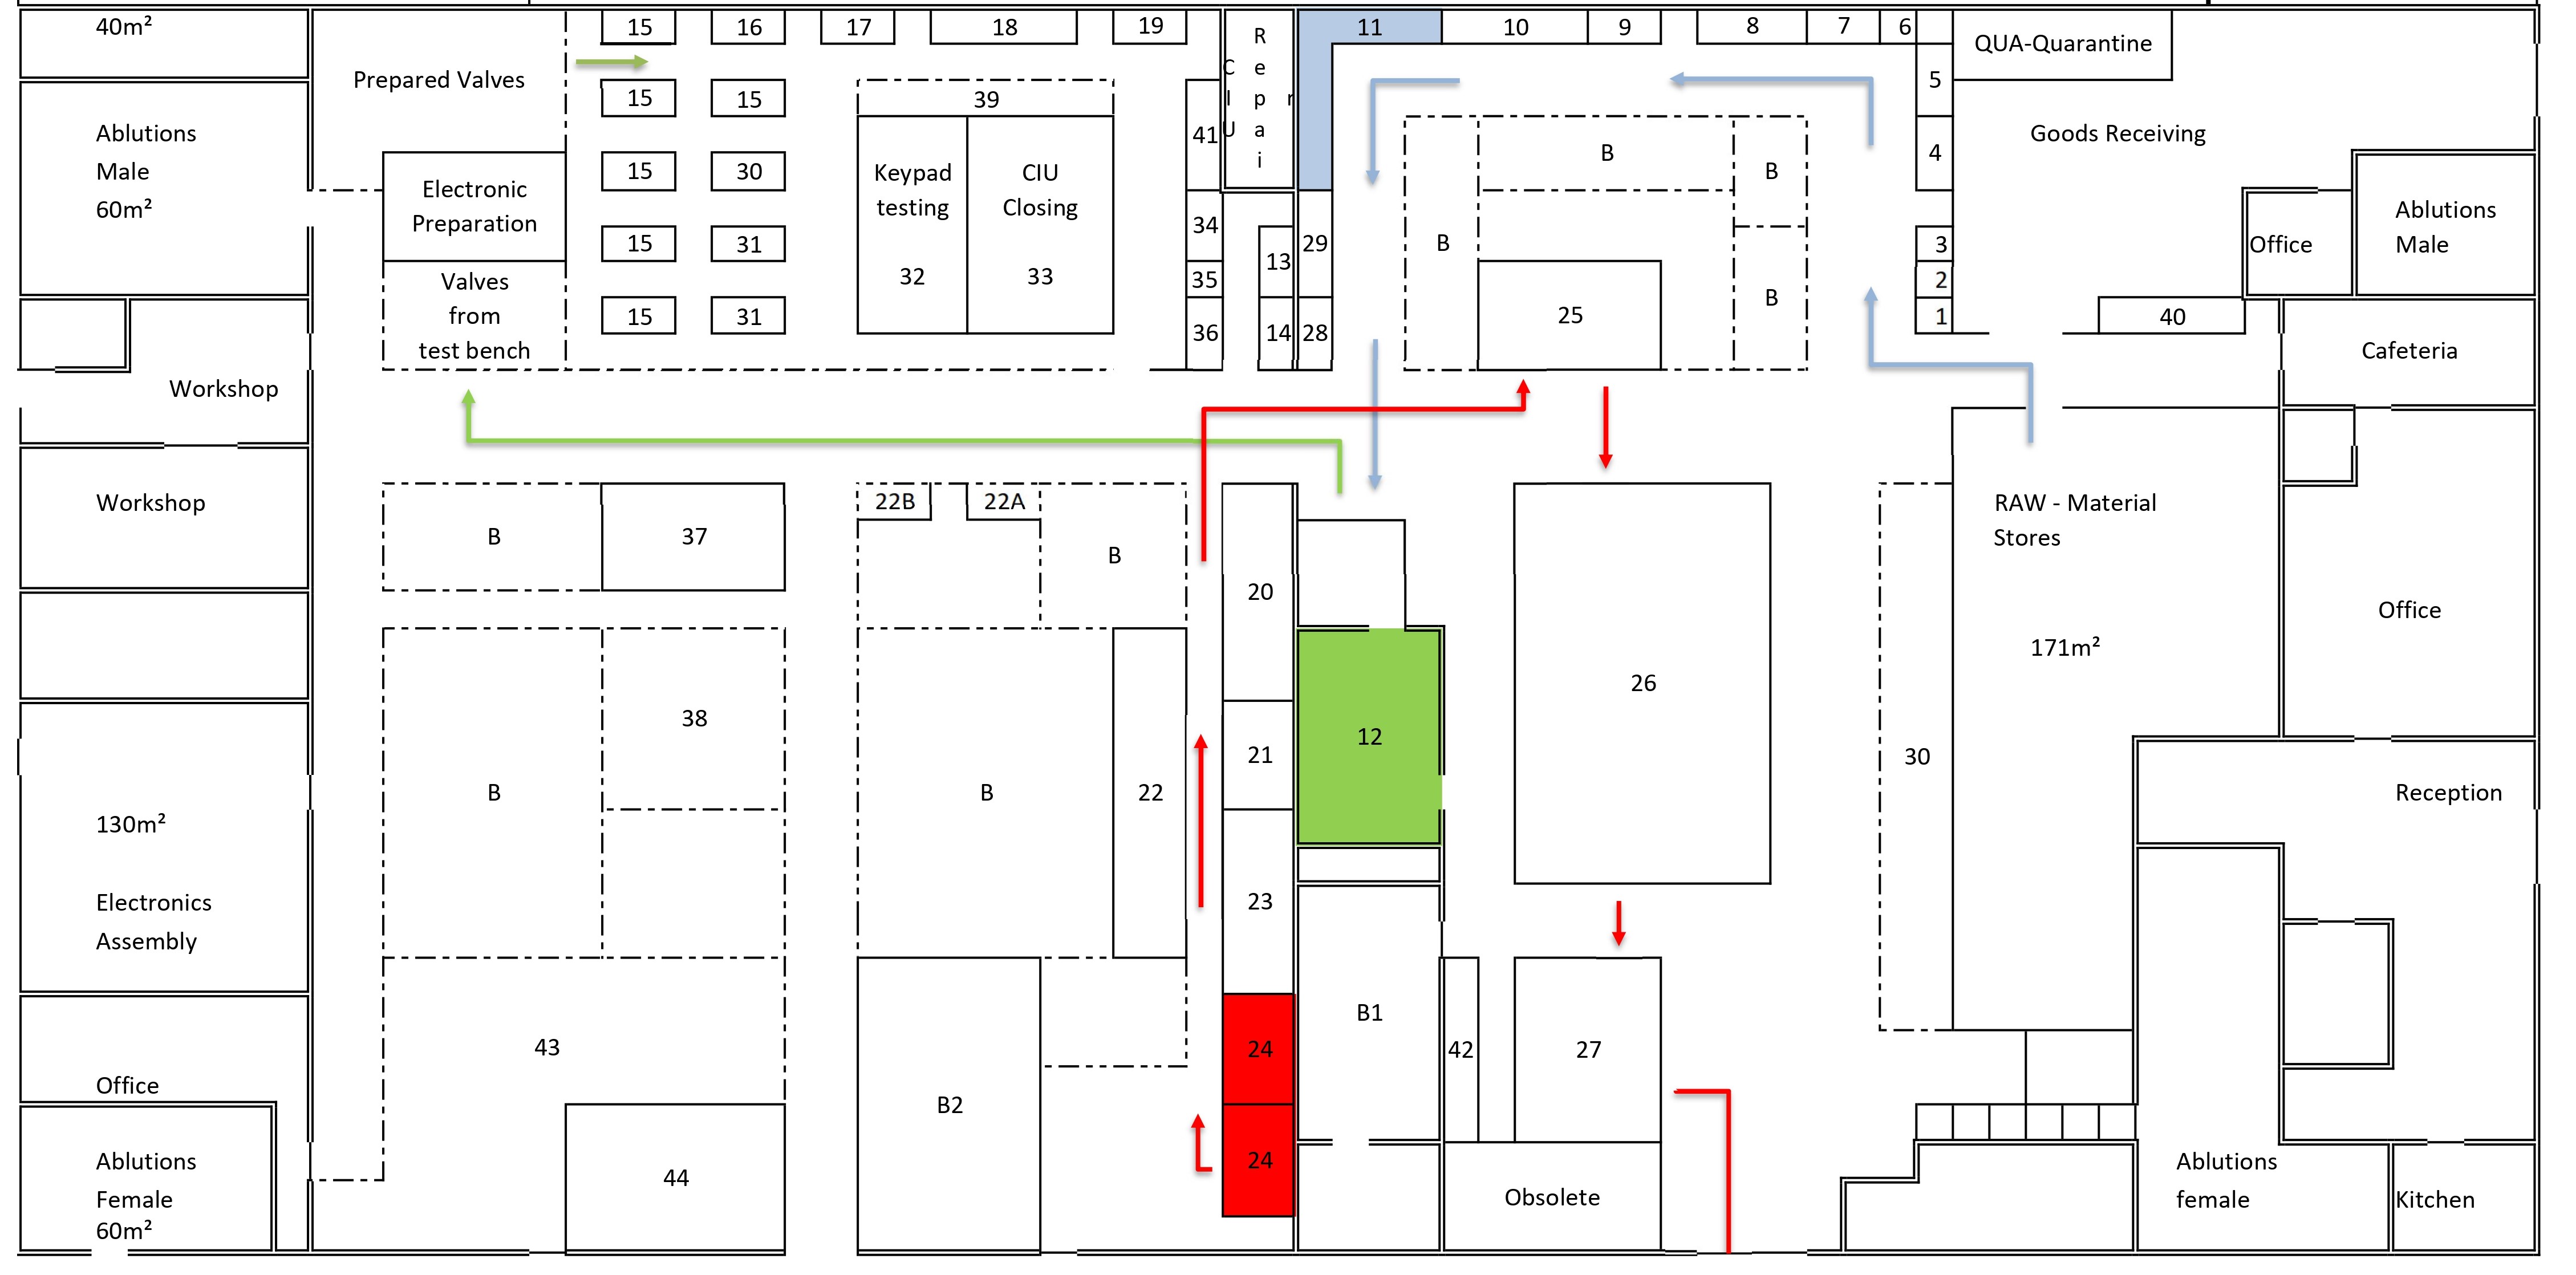 40m²
15
16
17
18
19
R
e
p
a
i
r
C
I
U
11
10
9
8
7
6
QUA-Quarantine
Prepared Valves
15
15
39
41
5
Goods Receiving
Ablutions
Male
60m²
Electronic
Preparation
15
30
Keypad
testing
32
CIU
Closing
33
B
B
4
Office
Ablutions
Male
15
31
34
35
36
13
14
29
28
B
B
25
3
2
1
40
Valves
from
test bench
15
31
Cafeteria
Workshop
Workshop
B
37
22B
22A
B
20
RAW - Material
Stores
171m²
Office
26
B
38
B
22
21
12
30
Reception
130m²
Electronics
Assembly
23
43
B2
24
B1
42
27
Office
Ablutions
Female
60m²
44
24
Obsolete
Ablutions
female
Kitchen